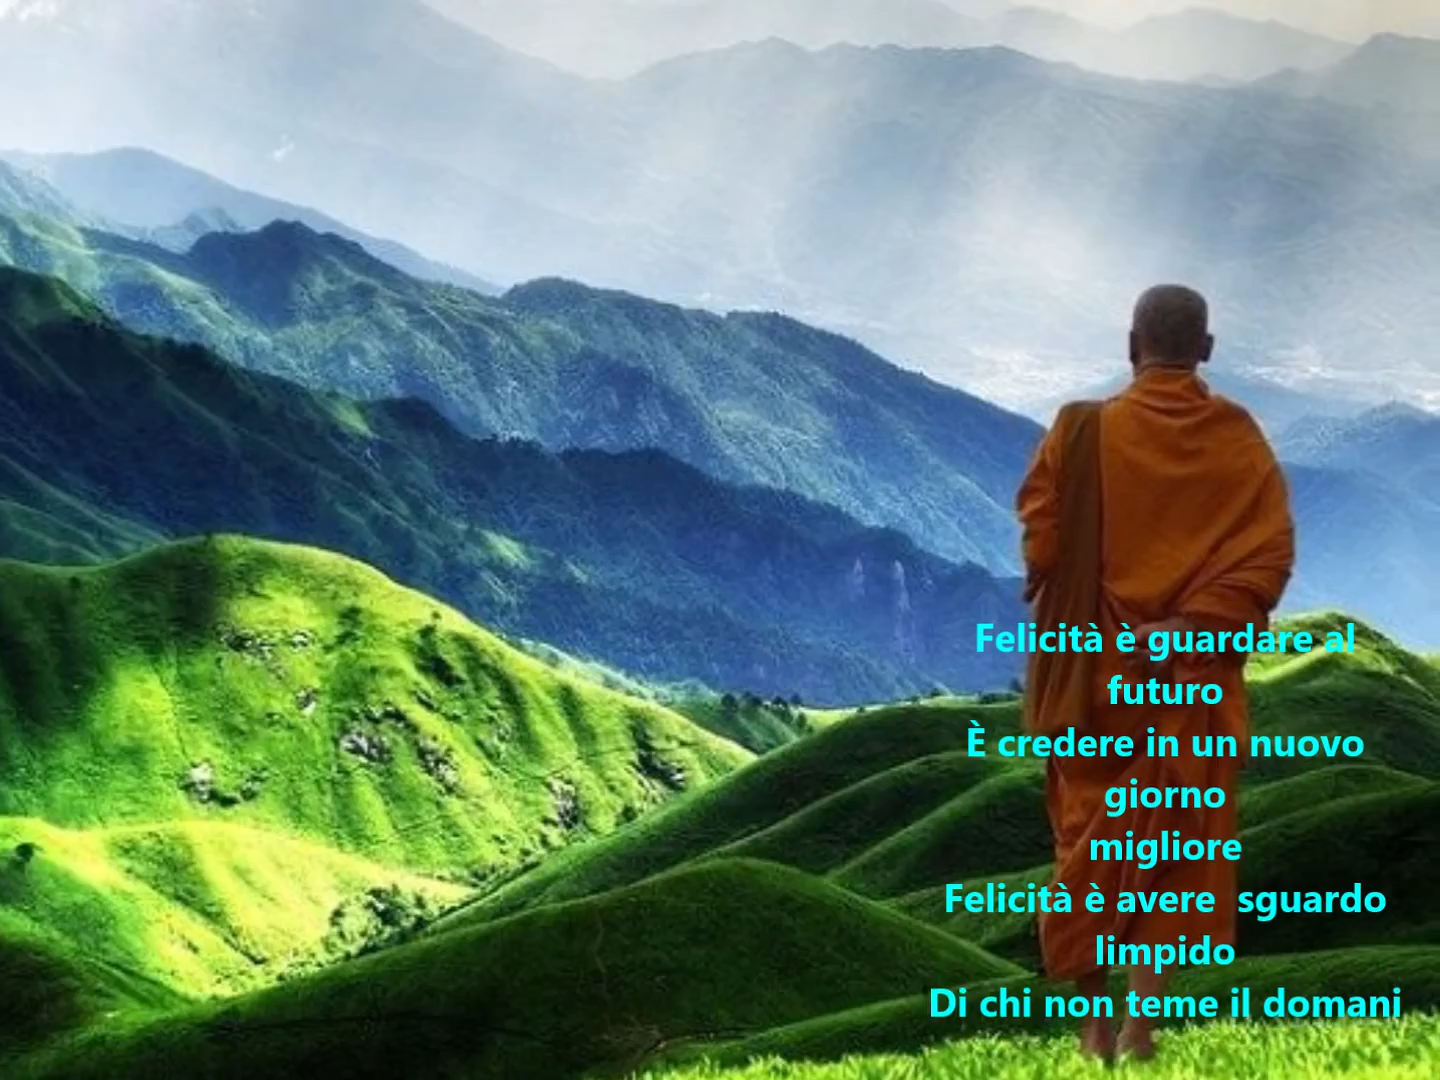 Felicità è guardare al
futuro
È credere in un nuovo
giorno
migliore
Felicità è avere  sguardo
limpido
Di chi non teme il domani